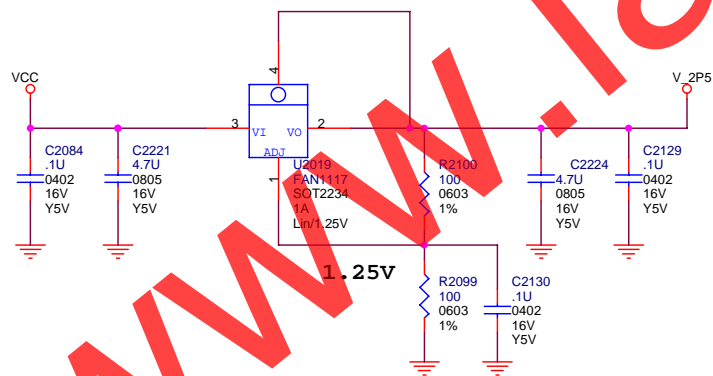 VCC
V_2P5
4
3
VI
VO
2
ADJ
1
C2084
.1U
0402
16V
Y5V
C2221
4.7U
0805
16V
Y5V
U2019
FAN1117
SOT2234
1A
Lin/1.25V
R2100
100
0603
1%
C2224
4.7U
0805
16V
Y5V
C2129
.1U
0402
16V
Y5V
1.25V
R2099
100
0603
1%
C2130
.1U
0402
16V
Y5V